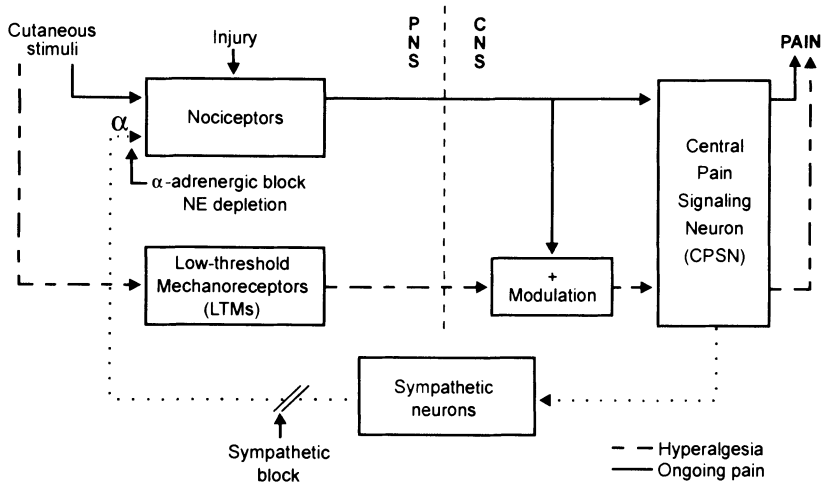 Cutaneous
stimuli
Injury
P
N
S
C
N
S
PAIN
Nociceptors
α
α-adrenergic block
NE depletion
Central
Pain
Signaling
Neuron
(CPSN)
Low-threshold
Mechanoreceptors
(LTMs)
+
Modulation
Sympathetic
neurons
Sympathetic
block
Hyperalgesia
Ongoing pain